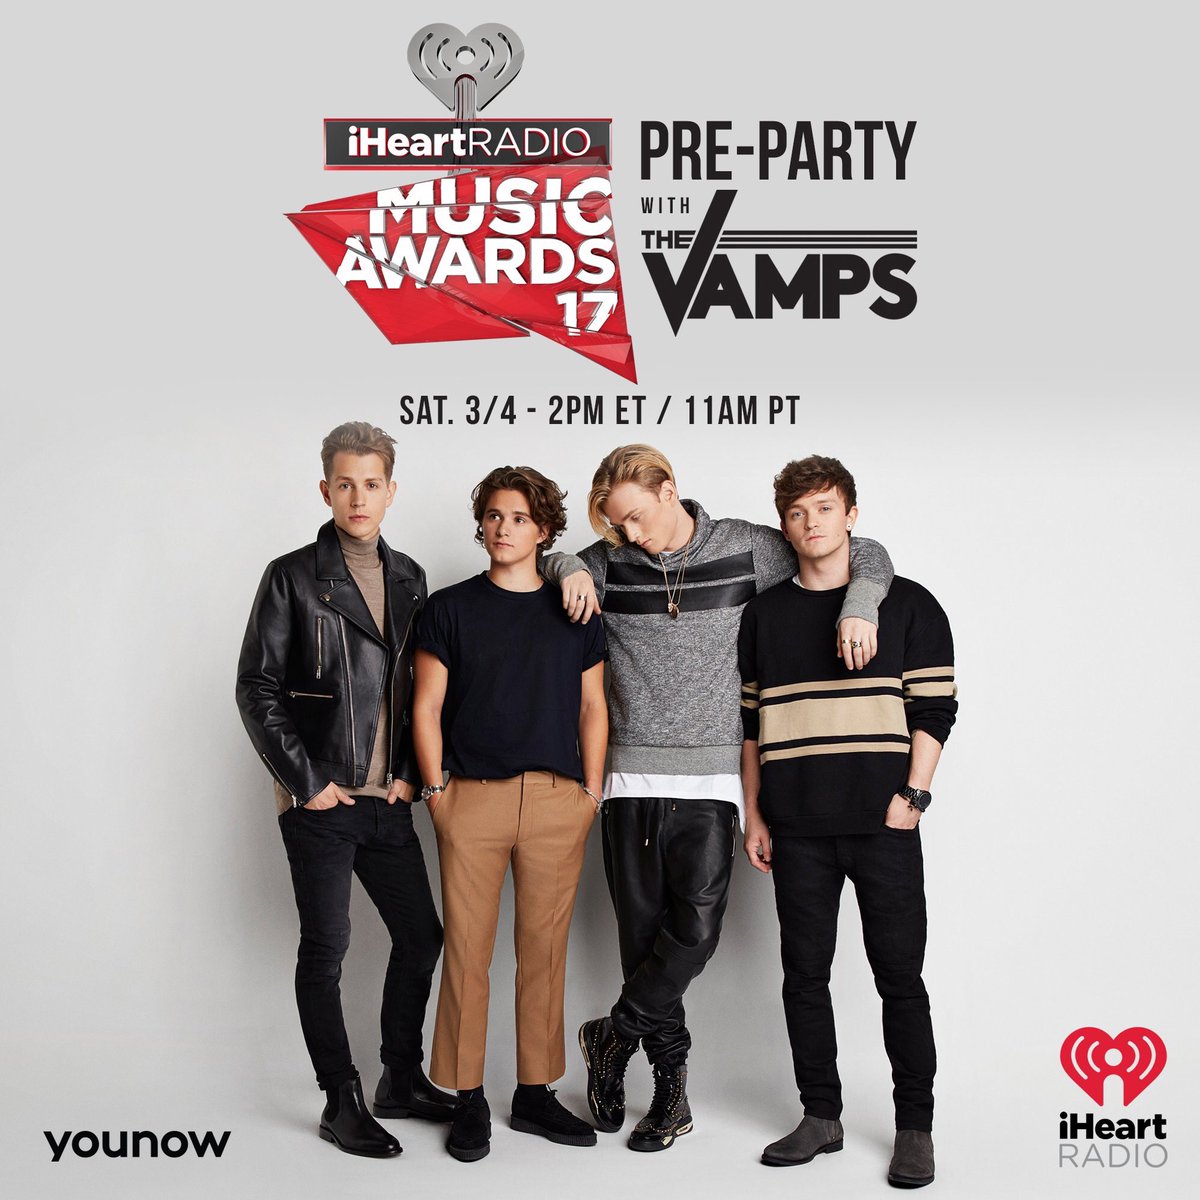 iHeartRADIO
MUSIC
AWARDS
17
PRE-PARTY
WITH
THE VAMPS
SAT. 3/4 - 2PM ET / 11AM PT
younow
iHeart
RADIO